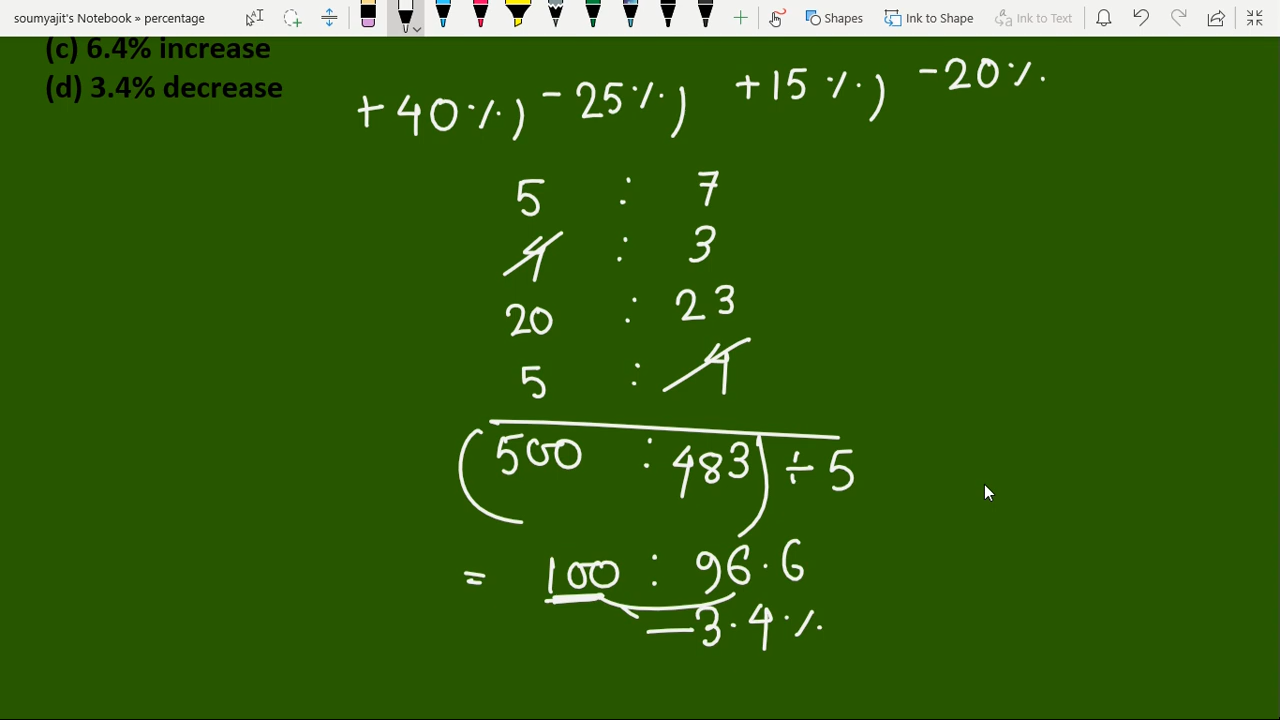 soumyajit's Notebook » percentage
Shapes
Ink to Shape
Ink to Text
(c) 6.4% increase
(d) 3.4% decrease
+40%, -25%, +15%, -20%.
5 : 7
4 : 3
20 : 23
5 : 4
(500 : 483) ÷ 5
= 100 : 96.6
-3.4%